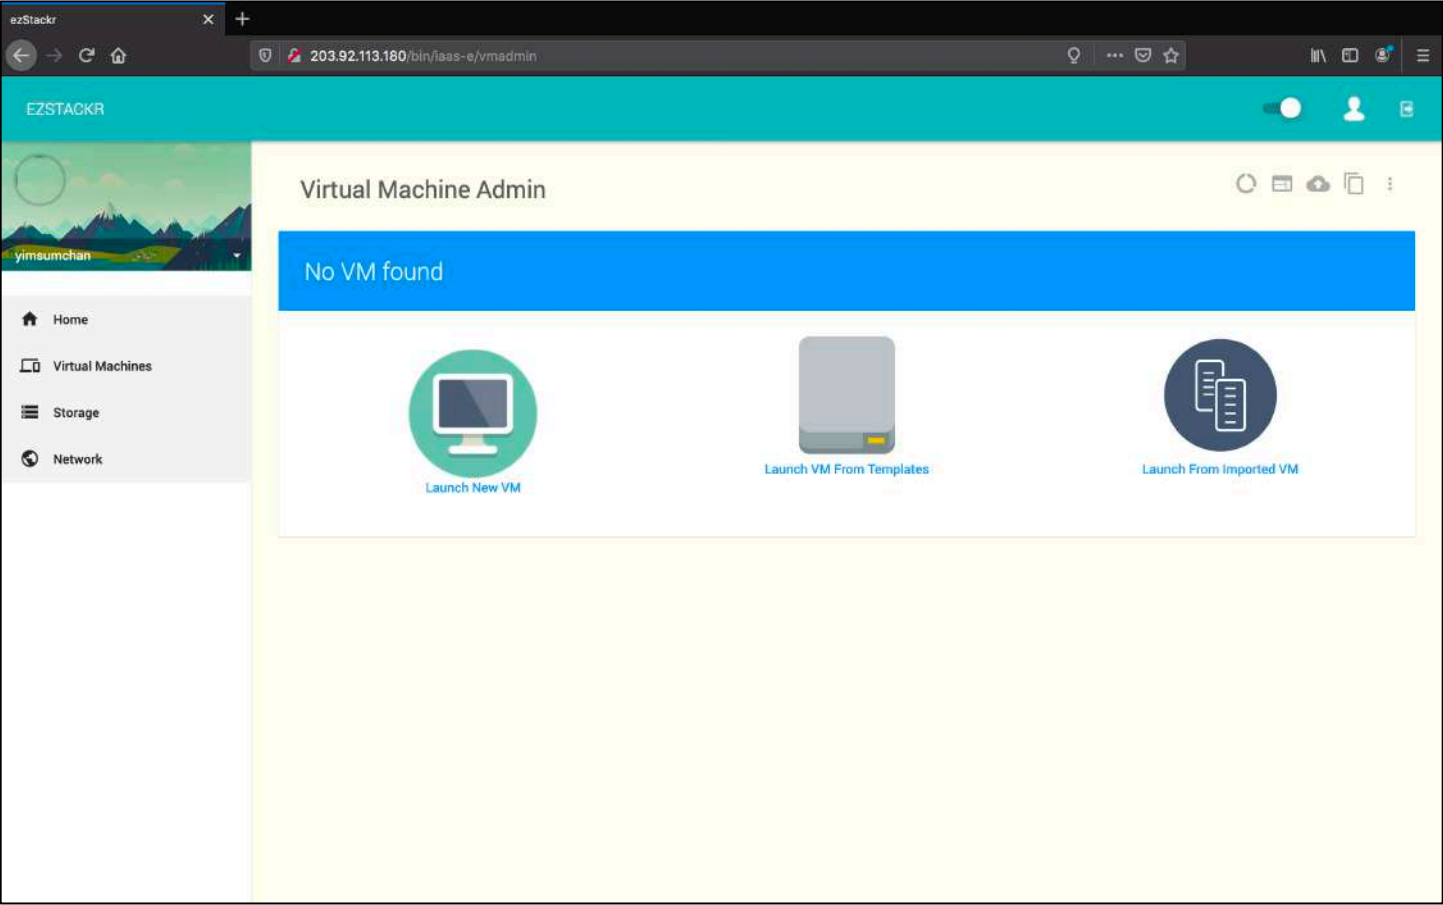 ezStackr
203.92.113.180/bin/iaas-e/vmadmin
EZSTACKR
yimsumchan
Home
Virtual Machines
Storage
Network
Virtual Machine Admin
No VM found
Launch New VM
Launch VM From Templates
Launch From Imported VM